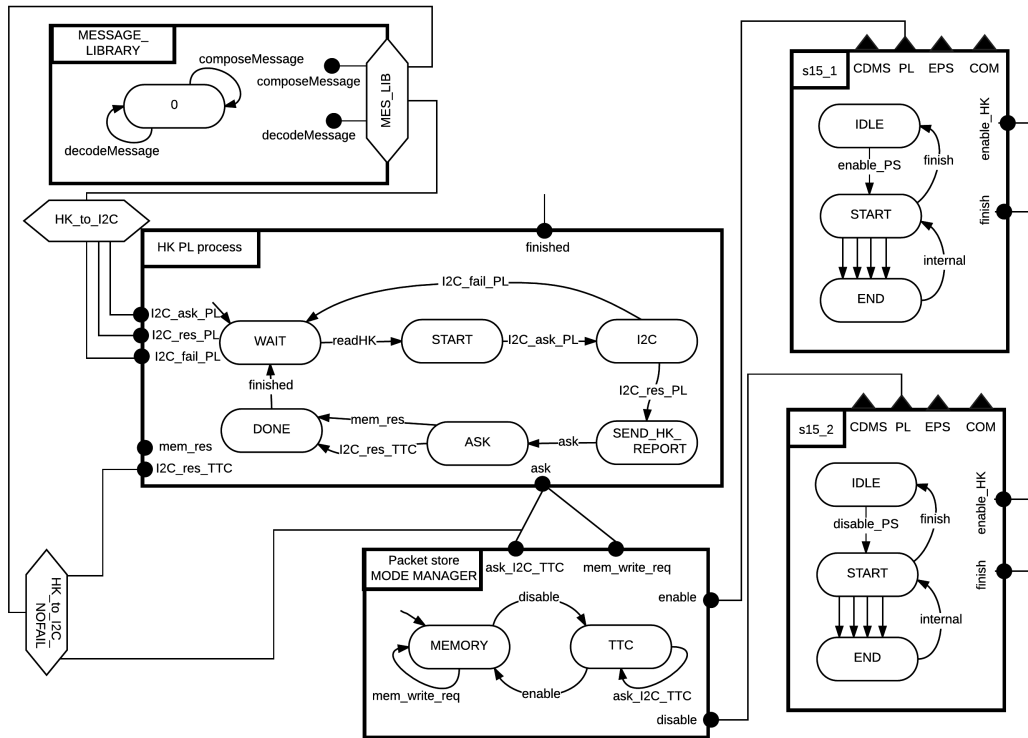 MESSAGE_
LIBRARY
composeMessage
0
decodeMessage
composeMessage
decodeMessage
MES_LIB
HK_to_I2C
HK PL process
finished
I2C_ask_PL
I2C_res_PL
I2C_fail_PL
mem_res
I2C_res_TTC
WAIT
readHK
START
I2C_ask_PL
I2C
I2C_fail_PL
I2C_res_PL
SEND_HK_
REPORT
ask
ASK
mem_res
I2C_res_TTC
DONE
finished
ask
HK_to_I2C_
NOFAIL
Packet store
MODE MANAGER
ask_I2C_TTC
mem_write_req
enable
disable
MEMORY
disable
TTC
enable
mem_write_req
ask_I2C_TTC
s15_1
CDMS
PL
EPS
COM
IDLE
enable_PS
finish
START
internal
END
enable_HK
finish
s15_2
CDMS
PL
EPS
COM
IDLE
disable_PS
finish
START
internal
END
enable_HK
finish